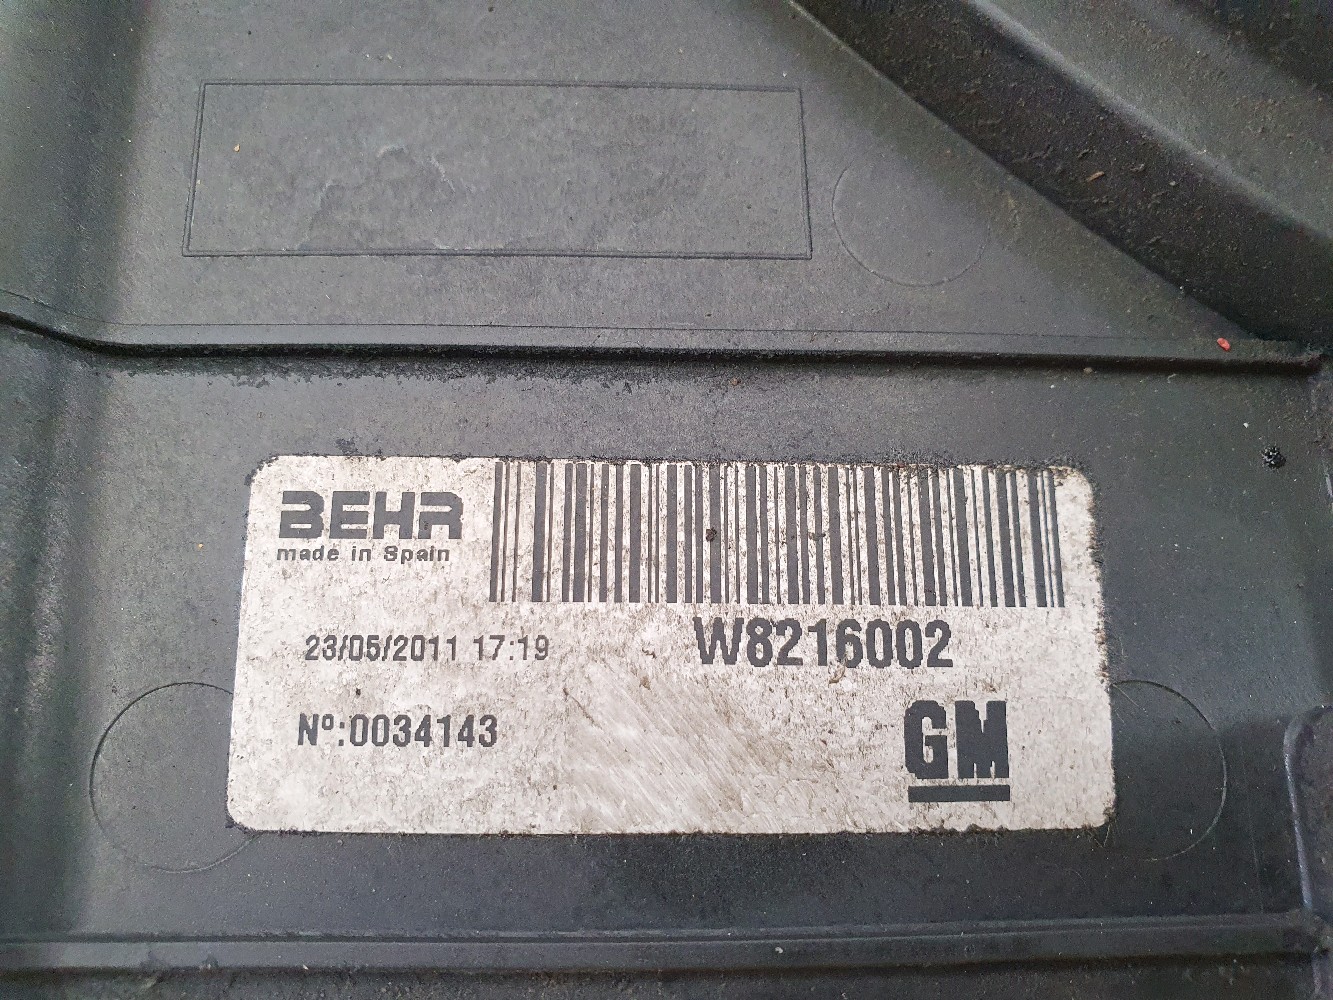 BEHR
made in Spain
23/05/2011 17:19
W8216002
Nº:0034143
GM